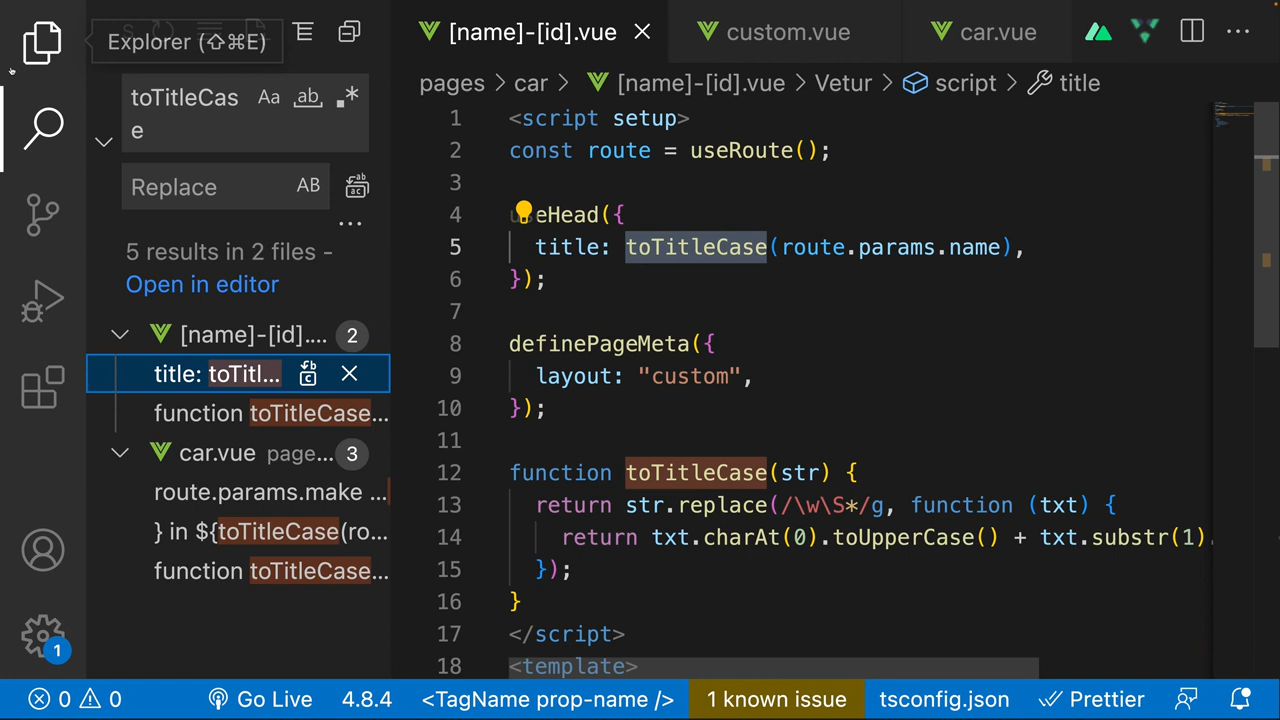 Explorer (⇧⌘E)
toTitleCas
e
Aa
ab
.*
Replace
AB
...
5 results in 2 files -
Open in editor
[name]-[id]....
2
title: toTitl...
function toTitleCase...
car.vue page...
3
route.params.make ...
} in ${toTitleCase(ro...
function toTitleCase...
1
[name]-[id].vue
custom.vue
car.vue
pages > car > [name]-[id].vue > Vetur > script > title
1 <script setup>
2 const route = useRoute();
3
4 useHead({
5 title: toTitleCase(route.params.name),
6 });
7
8 definePageMeta({
9 layout: "custom",
10 });
11
12 function toTitleCase(str) {
13 return str.replace(/\w\S*/g, function (txt) {
14 return txt.charAt(0).toUpperCase() + txt.substr(1).
15 });
16 }
17 </script>
18 <template>
0 0 Go Live 4.8.4 <TagName prop-name /> 1 known issue tsconfig.json Prettier